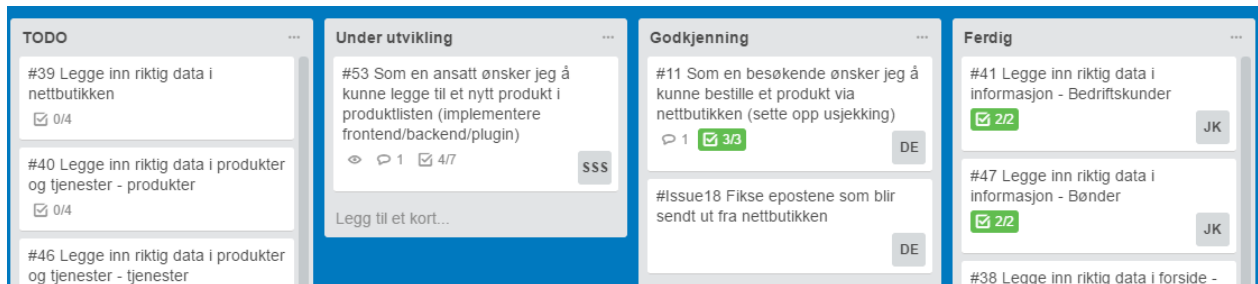 TODO
#39 Legge inn riktig data i
nettbutikken
0/4
#40 Legge inn riktig data i produkter
og tjenester - produkter
0/4
#46 Legge inn riktig data i produkter
og tjenester - tjenester
Under utvikling
#53 Som en ansatt ønsker jeg å
kunne legge til et nytt produkt i
produktlisten (implementere
frontend/backend/plugin)
1 4/7
SSS
Legg til et kort...
Godkjenning
#11 Som en besøkende ønsker jeg å
kunne bestille et produkt via
nettbutikken (sette opp usjekking)
1 3/3
DE
#Issue18 Fikse epostene som blir
sendt ut fra nettbutikken
DE
Ferdig
#41 Legge inn riktig data i
informasjon - Bedriftskunder
2/2
JK
#47 Legge inn riktig data i
informasjon - Bønder
2/2
JK
#38 Legge inn riktig data i forside -